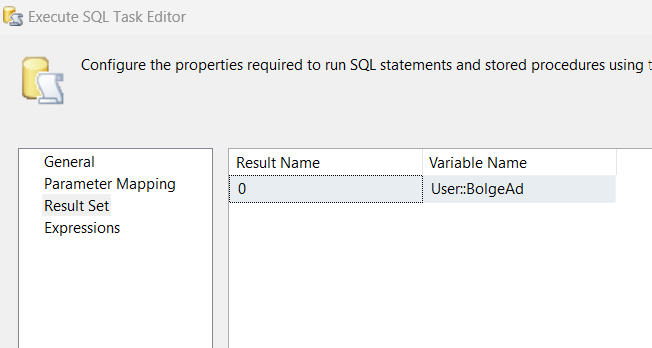 Execute SQL Task Editor
Configure the properties required to run SQL statements and stored procedures using
General
Parameter Mapping
Result Set
Expressions
Result Name Variable Name
0 User::BolgeAd